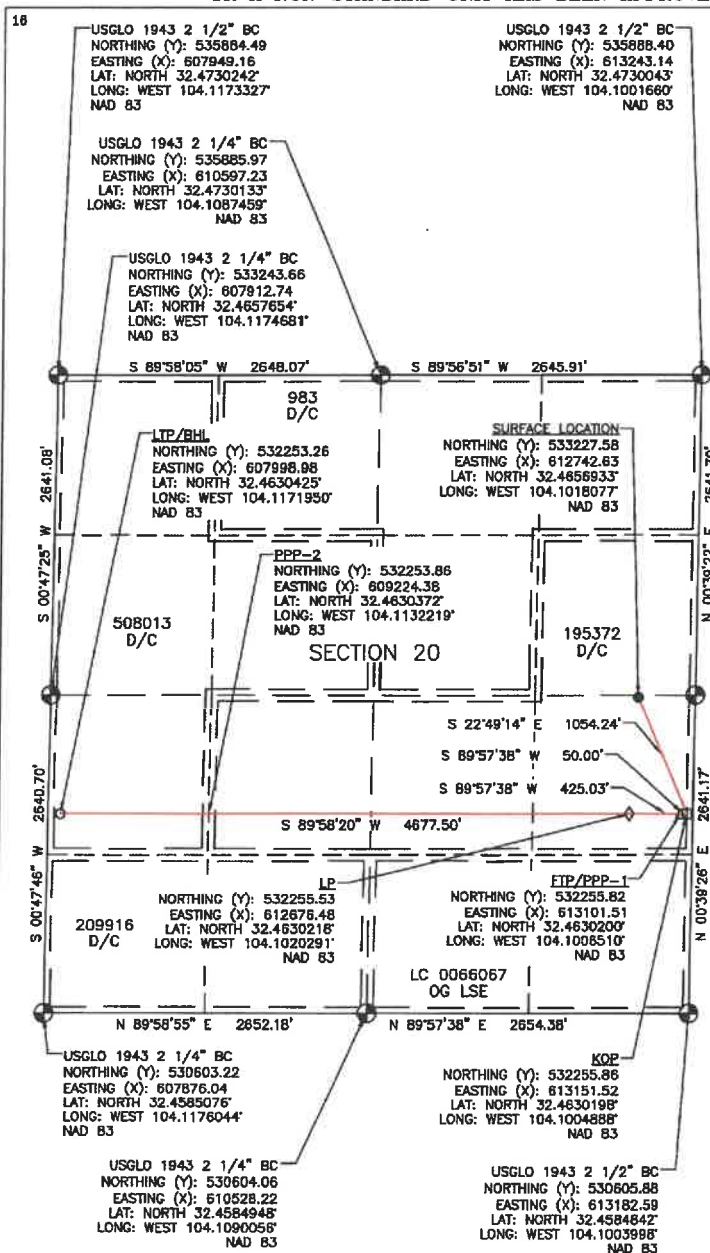 16
USGLO 1943 2 1/2" BC
NORTHING (Y): 535884.49
EASTING (X): 607949.16
LAT: NORTH 32.4730242°
LONG: WEST 104.1173327°
NAD 83
USGLO 1943 2 1/2" BC
NORTHING (Y): 535888.40
EASTING (X): 613243.14
LAT: NORTH 32.4730043°
LONG: WEST 104.1001660°
NAD 83
USGLO 1943 2 1/4" BC
NORTHING (Y): 535885.97
EASTING (X): 610597.23
LAT: NORTH 32.4730133°
LONG: WEST 104.1087459°
NAD 83
USGLO 1943 2 1/4" BC
NORTHING (Y): 533243.66
EASTING (X): 607912.74
LAT: NORTH 32.4657654°
LONG: WEST 104.1174681°
NAD 83
S 89°58'05" W 2648.07'
S 89°56'51" W 2645.91'
983
D/C
LTP/BHL
NORTHING (Y): 532253.26
EASTING (X): 607998.98
LAT: NORTH 32.4630425°
LONG: WEST 104.1171950°
NAD 83
SURFACE LOCATION
NORTHING (Y): 533227.58
EASTING (X): 612742.63
LAT: NORTH 32.4656933°
LONG: WEST 104.1018077°
NAD 83
S 00°47'25" W 2641.08'
N 00°39'22" E
PPP-2
NORTHING (Y): 532253.86
EASTING (X): 609224.38
LAT: NORTH 32.4630372°
LONG: WEST 104.1132219°
NAD 83
508013
D/C
195372
D/C
SECTION 20
S 22°49'14" E 1054.24'
S 89°57'38" W 50.00'
S 89°57'38" W 425.03'
S 89°58'20" W 4677.50'
S 00°47'46" W 2640.70'
N 00°39'26" E 2641.17'
LP
NORTHING (Y): 532255.53
EASTING (X): 612676.48
LAT: NORTH 32.4630218°
LONG: WEST 104.1020291°
NAD 83
FTP/PPP-1
NORTHING (Y): 532255.82
EASTING (X): 613101.51
LAT: NORTH 32.4630200°
LONG: WEST 104.1006510°
NAD 83
209916
D/C
LC 0066067
OG LSE
N 89°58'55" E 2652.18'
N 89°57'38" E 2654.38'
USGLO 1943 2 1/4" BC
NORTHING (Y): 530603.22
EASTING (X): 607876.04
LAT: NORTH 32.4585076°
LONG: WEST 104.1176044°
NAD 83
KOP
NORTHING (Y): 532255.86
EASTING (X): 613151.52
LAT: NORTH 32.4630198°
LONG: WEST 104.1004888°
NAD 83
USGLO 1943 2 1/4" BC
NORTHING (Y): 530604.06
EASTING (X): 610528.22
LAT: NORTH 32.4584948°
LONG: WEST 104.1090056°
NAD 83
USGLO 1943 2 1/2" BC
NORTHING (Y): 530605.88
EASTING (X): 613182.59
LAT: NORTH 32.4584842°
LONG: WEST 104.1003998°
NAD 83